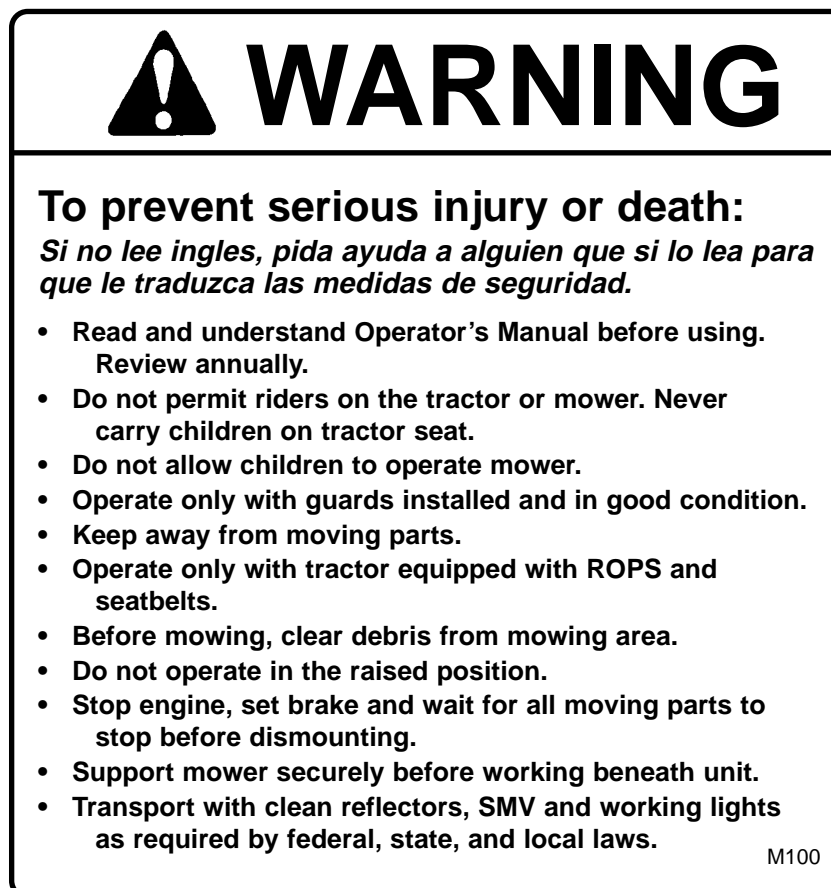 WARNING
To prevent serious injury or death:
Si no lee ingles, pida ayuda a alguien que si lo lea para
que le traduzca las medidas de seguridad.
• Read and understand Operator's Manual before using.
Review annually.
• Do not permit riders on the tractor or mower. Never
carry children on tractor seat.
• Do not allow children to operate mower.
• Operate only with guards installed and in good condition.
• Keep away from moving parts.
• Operate only with tractor equipped with ROPS and
seatbelts.
• Before mowing, clear debris from mowing area.
• Do not operate in the raised position.
• Stop engine, set brake and wait for all moving parts to
stop before dismounting.
• Support mower securely before working beneath unit.
• Transport with clean reflectors, SMV and working lights
as required by federal, state, and local laws.
M100